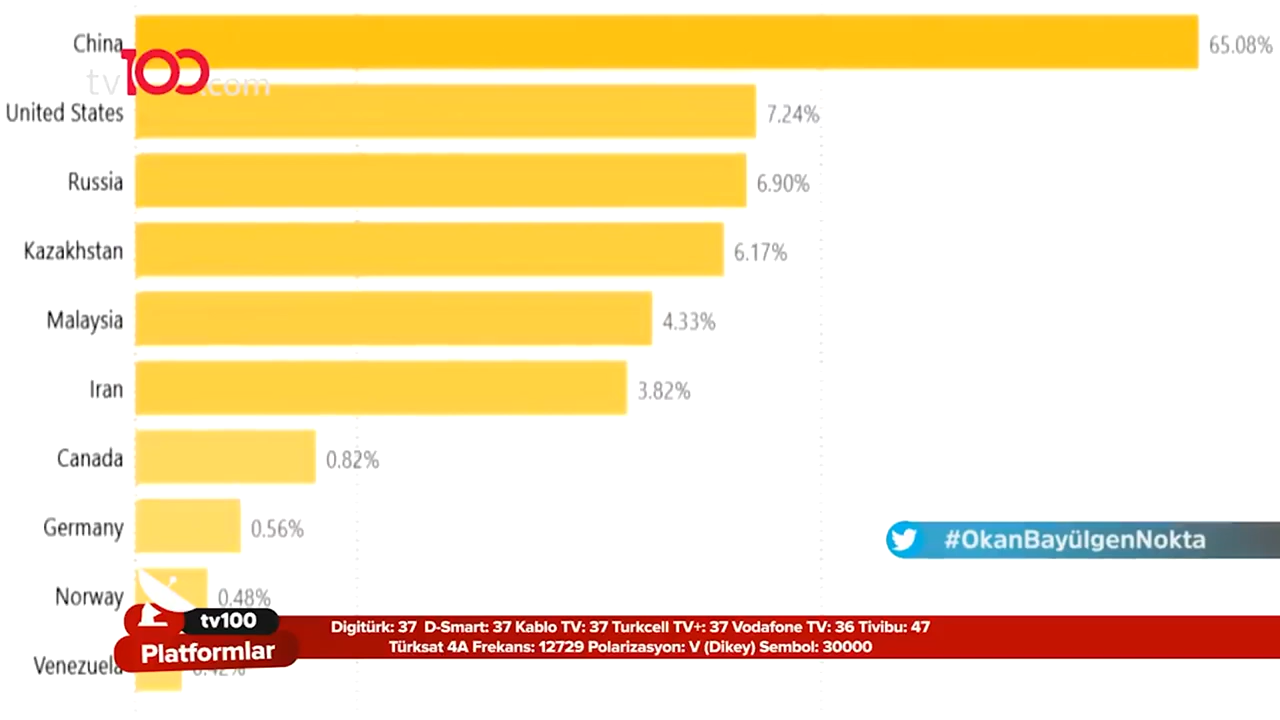 China 65.08%
tv100.com
United States 7.24%
Russia 6.90%
Kazakhstan 6.17%
Malaysia 4.33%
Iran 3.82%
Canada 0.82%
Germany 0.56%
#OkanBayülgenNokta
Norway 0.48%
tv100
Platformlar
Digitürk: 37 D-Smart: 37 Kablo TV: 37 Turkcell TV+: 37 Vodafone TV: 36 Tivibu: 47
Türksat 4A Frekans: 12729 Polarizasyon: V (Dikey) Sembol: 30000
Venezuela 0.42%